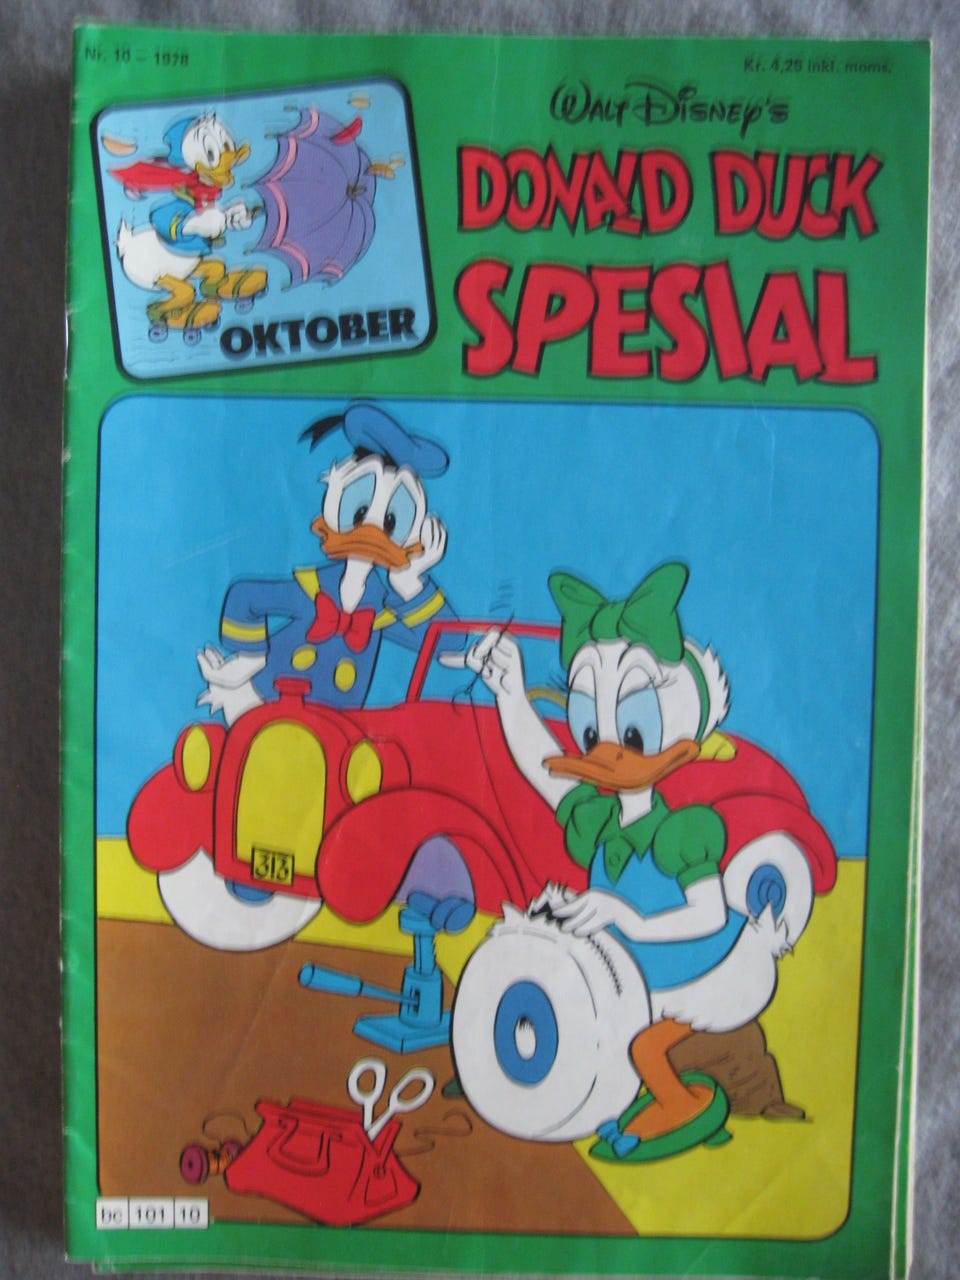 Nr. 10 - 1978
Kr. 4,25 inkl. moms.
WALT DISNEY'S
DONALD DUCK
SPESIAL
OKTOBER
313
bc 101 10